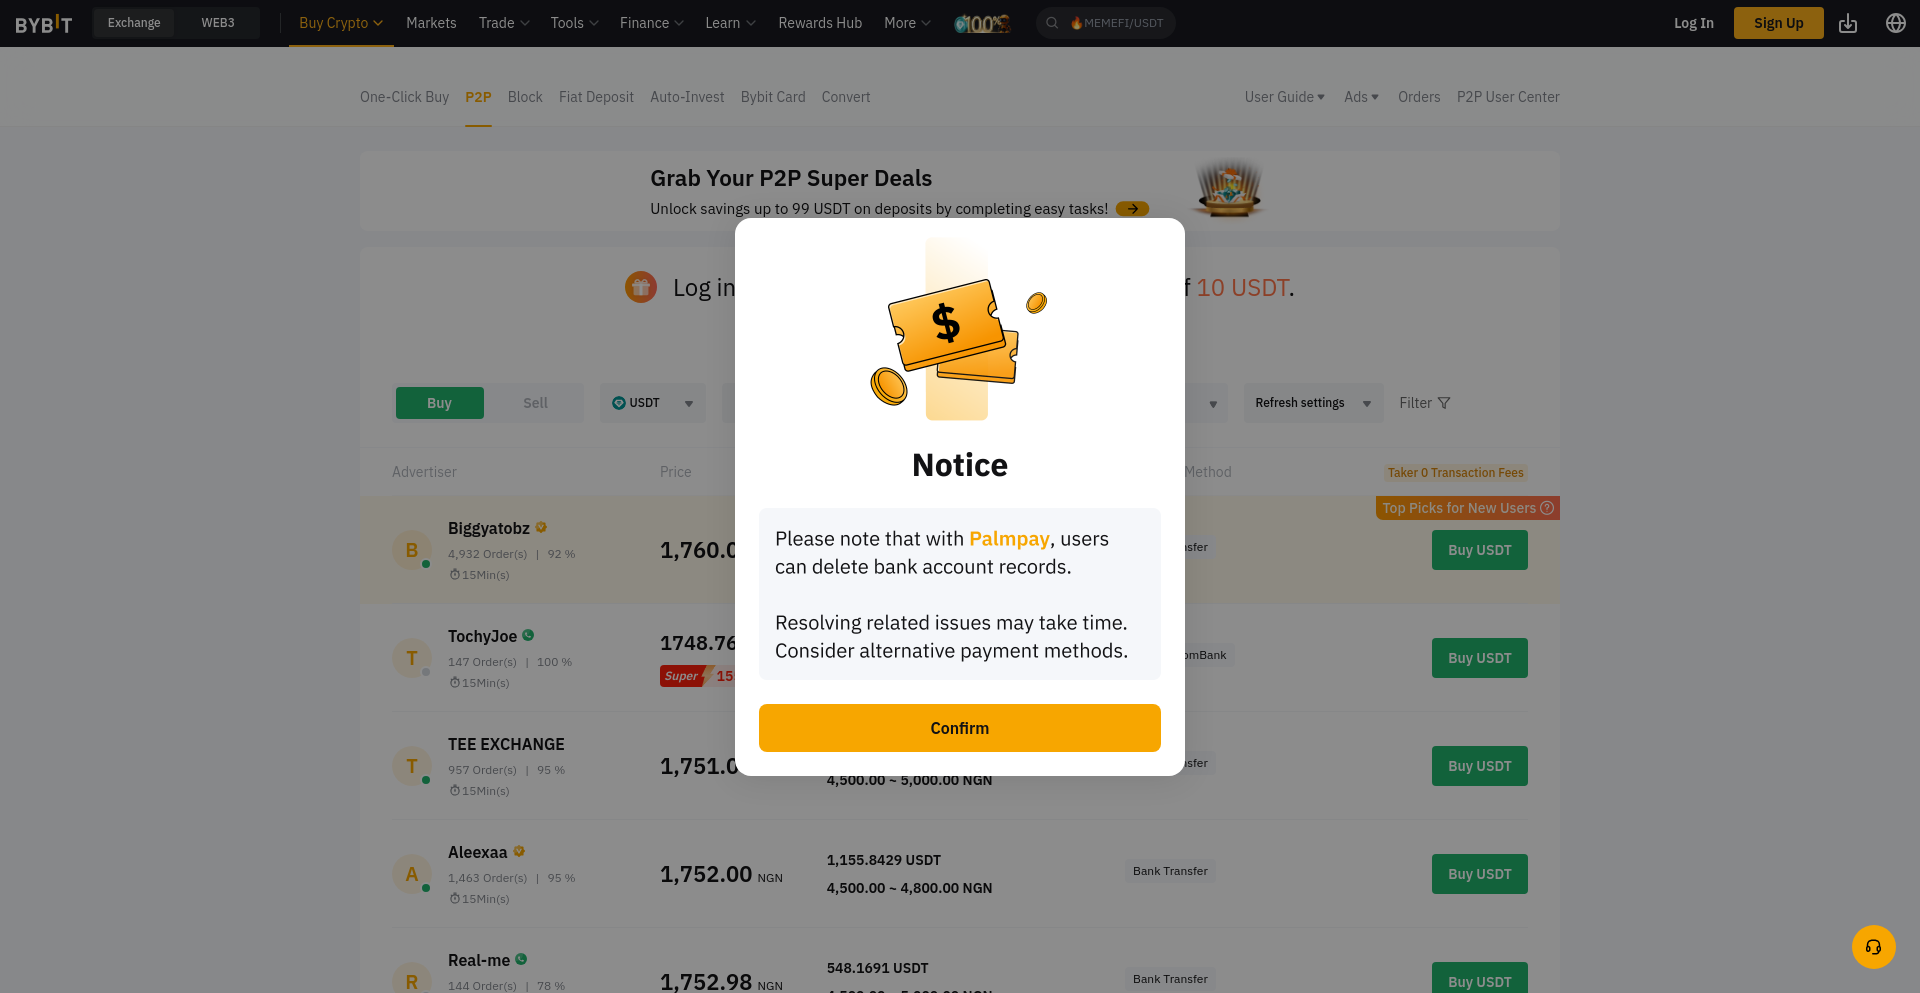 BYBIT
Exchange
WEB3
Buy Crypto
Markets
Trade
Tools
Finance
Learn
Rewards Hub
More
100%
MEMEFI/USDT
Log In
Sign Up
One-Click Buy
P2P
Block
Fiat Deposit
Auto-Invest
Bybit Card
Convert
User Guide
Ads
Orders
P2P User Center
Grab Your P2P Super Deals
Unlock savings up to 99 USDT on deposits by completing easy tasks!
Log in
10 USDT.
Buy
Sell
USDT
Refresh settings
Filter
Advertiser
Price
Method
Taker 0 Transaction Fees
Top Picks for New Users
B
Biggyatobz
4,932 Order(s) | 92 %
15Min(s)
1,760.0
Buy USDT
T
TochyJoe
147 Order(s) | 100 %
15Min(s)
1748.76
Super
15
Buy USDT
T
TEE EXCHANGE
957 Order(s) | 95 %
15Min(s)
1,751.0
4,500.00 ~ 5,000.00 NGN
Buy USDT
A
Aleexaa
1,463 Order(s) | 95 %
15Min(s)
1,752.00 NGN
1,155.8429 USDT
4,500.00 ~ 4,800.00 NGN
Bank Transfer
Buy USDT
R
Real-me
144 Order(s) | 78 %
1,752.98 NGN
548.1691 USDT
Bank Transfer
Buy USDT
$
Notice
Please note that with Palmpay, users
can delete bank account records.
Resolving related issues may take time.
Consider alternative payment methods.
Confirm